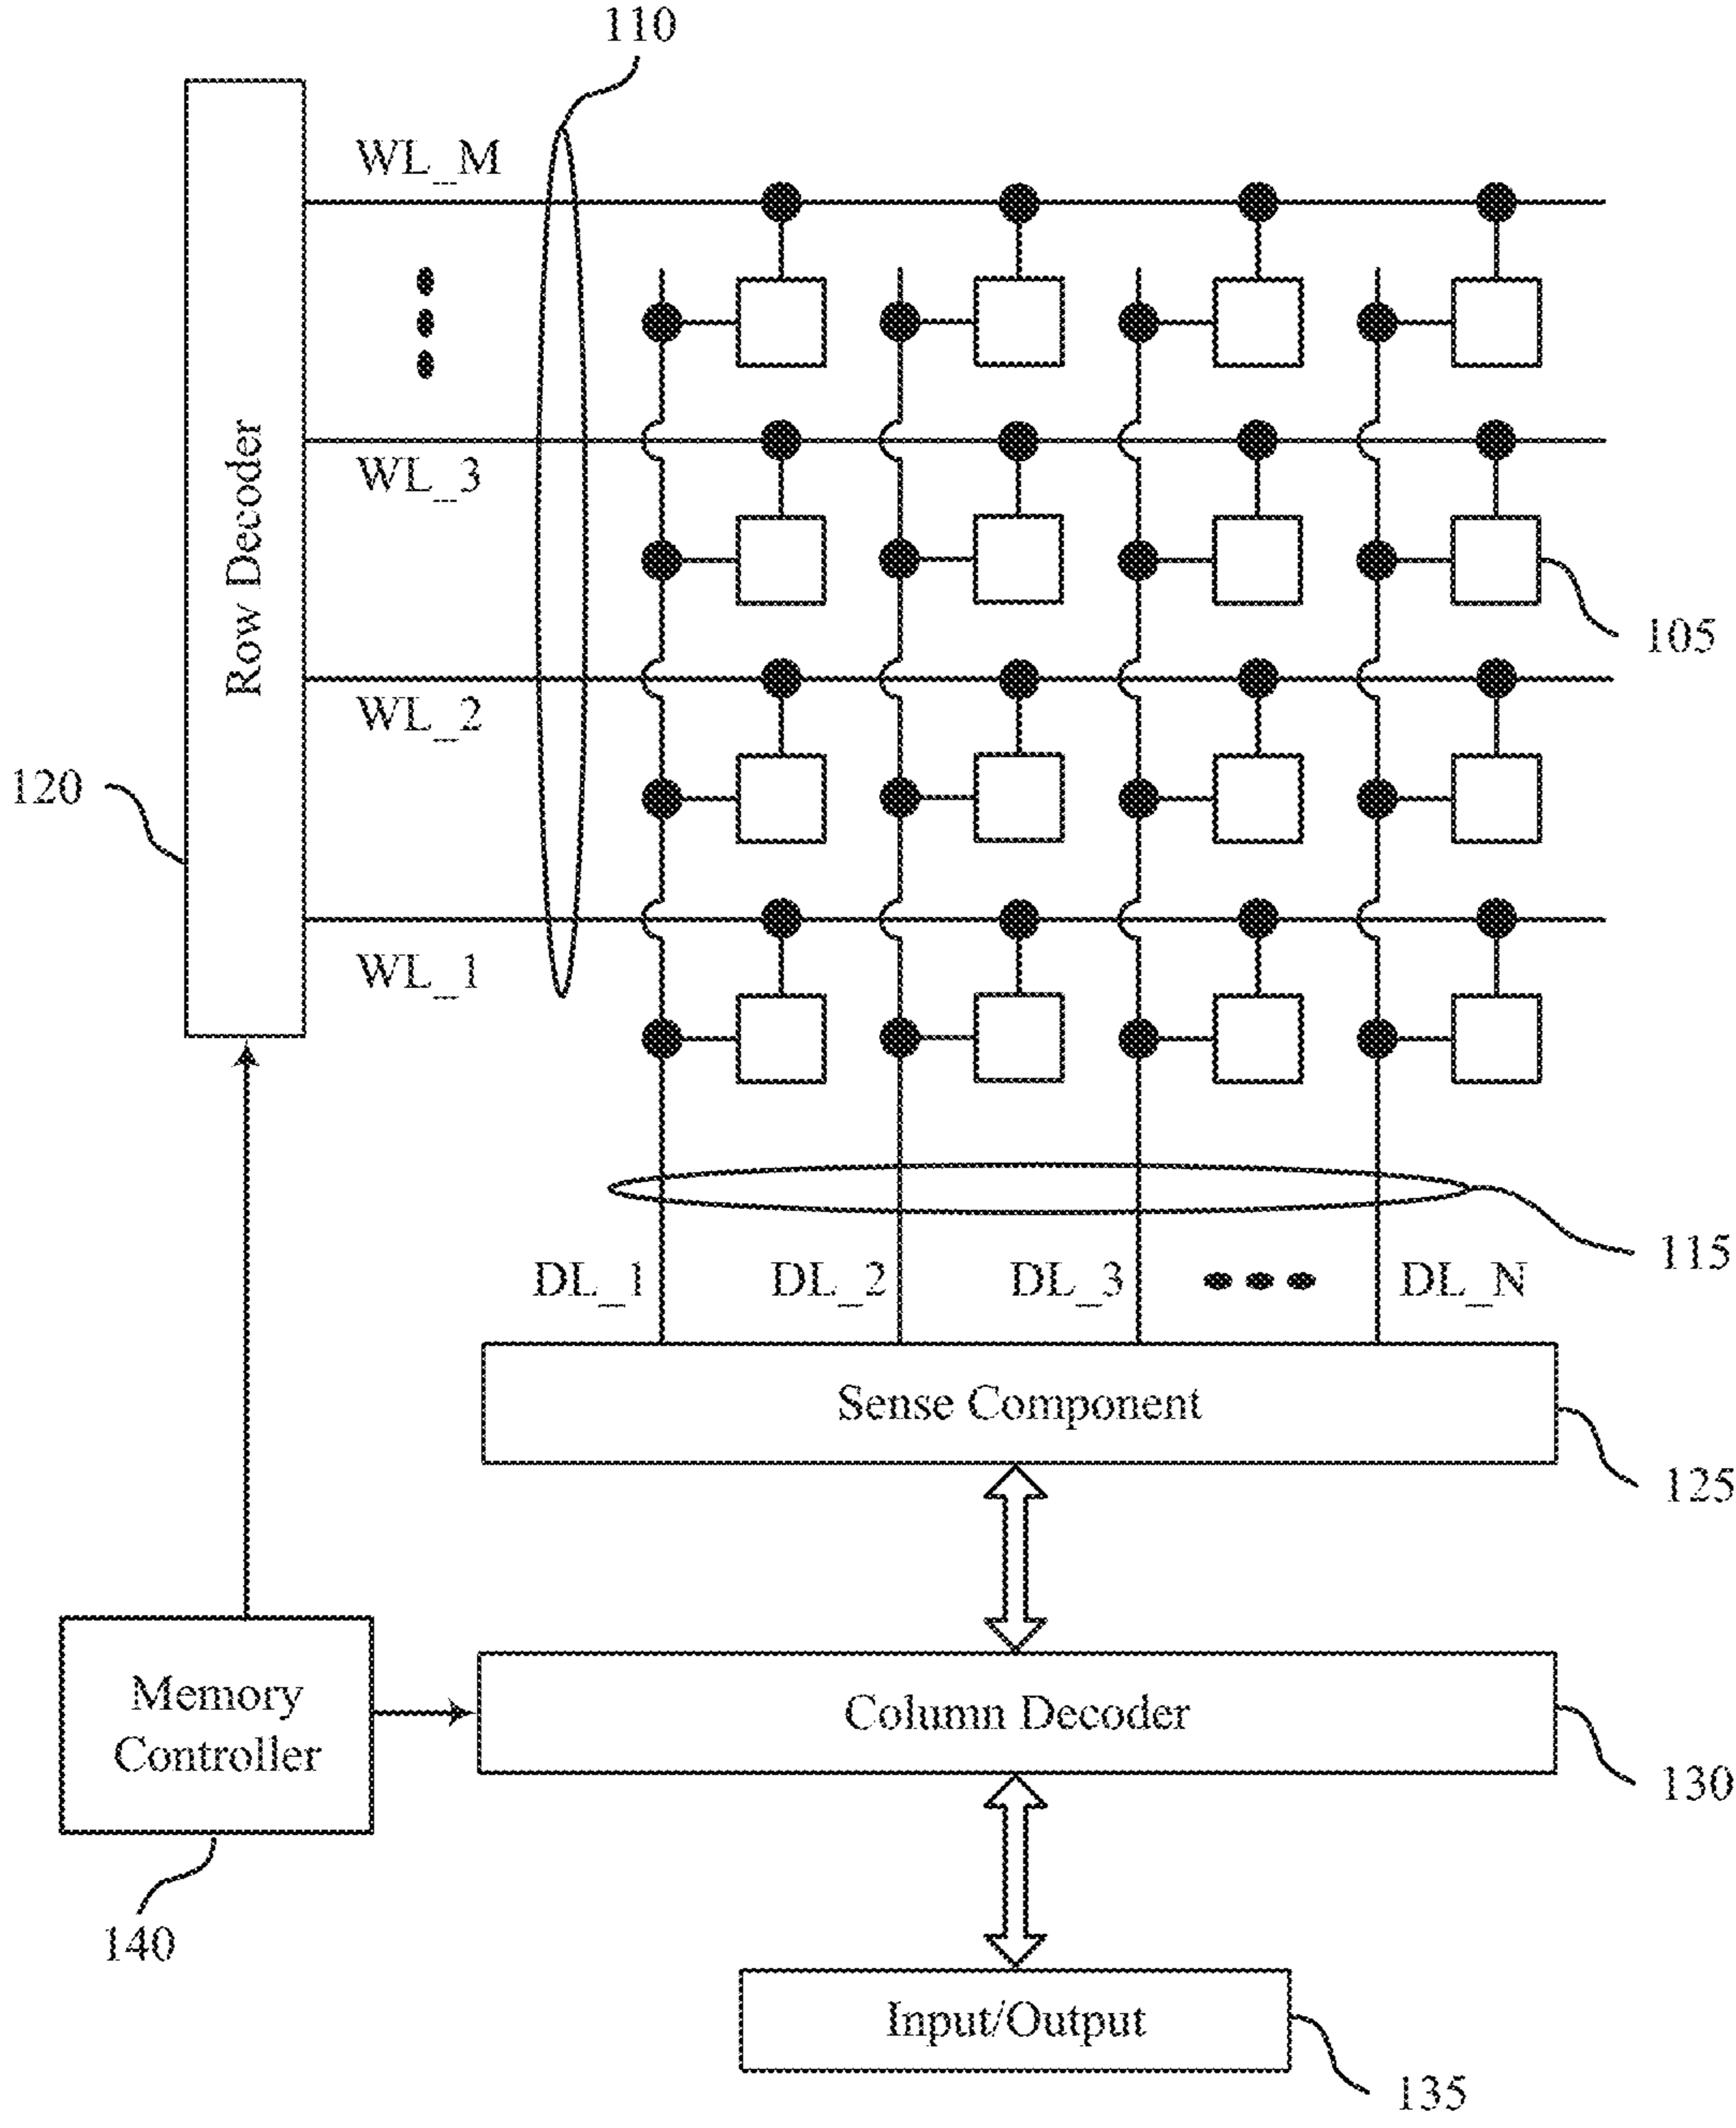 110
WL_M
WL_3
Row Decoder
105
WL_2
120
WL_1
115
DL_1
DL_2
DL_3
DL_N
Sense Component
125
Memory
Controller
Column Decoder
130
140
Input/Output
135